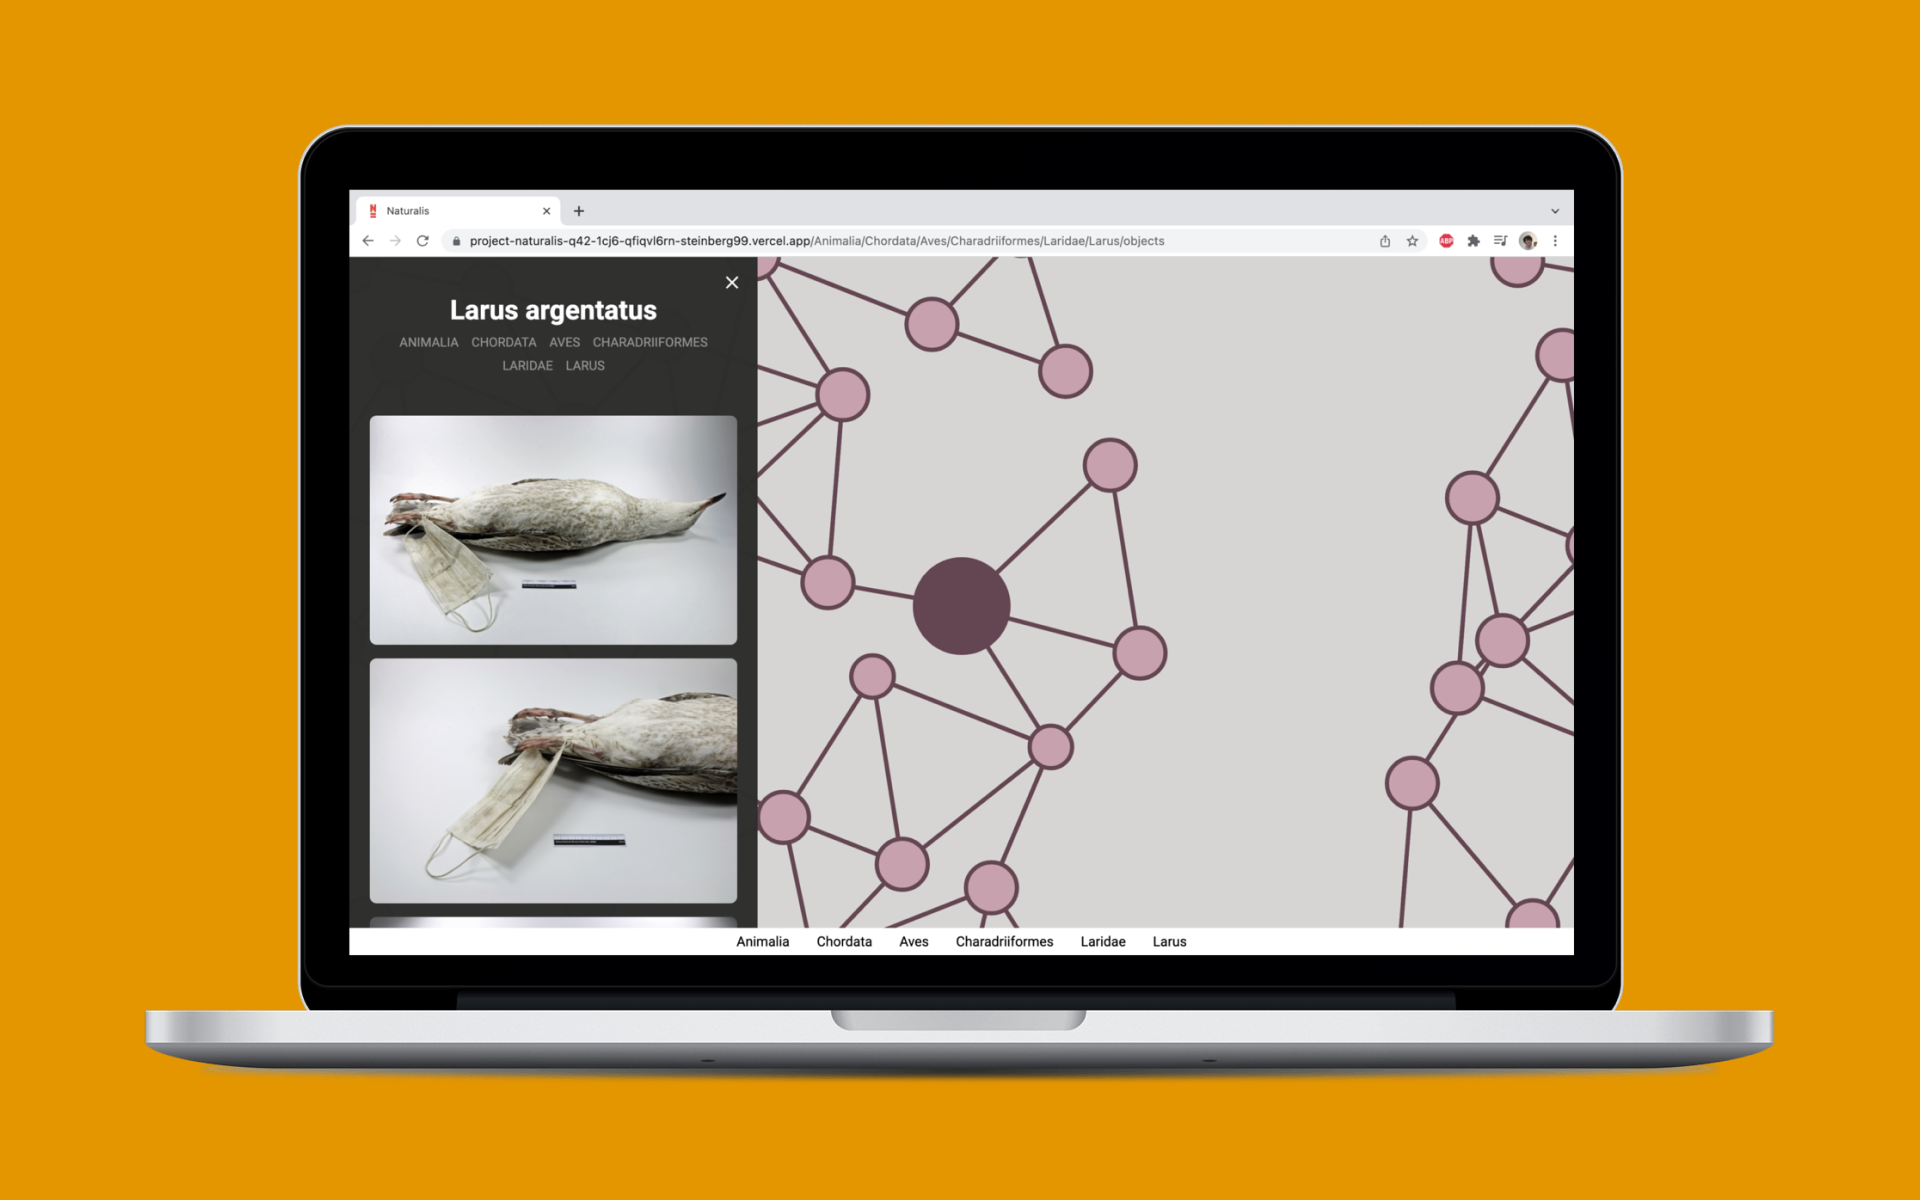 Naturalis
project-naturalis-q42-1cj6-qfiqvl6rn-steinberg99.vercel.app/Animalia/Chordata/Aves/Charadriiformes/Laridae/Larus/objects
ABP
Larus argentatus
ANIMALIA CHORDATA AVES CHARADRIIFORMES
LARIDAE LARUS
Animalia Chordata Aves Charadriiformes Laridae Larus